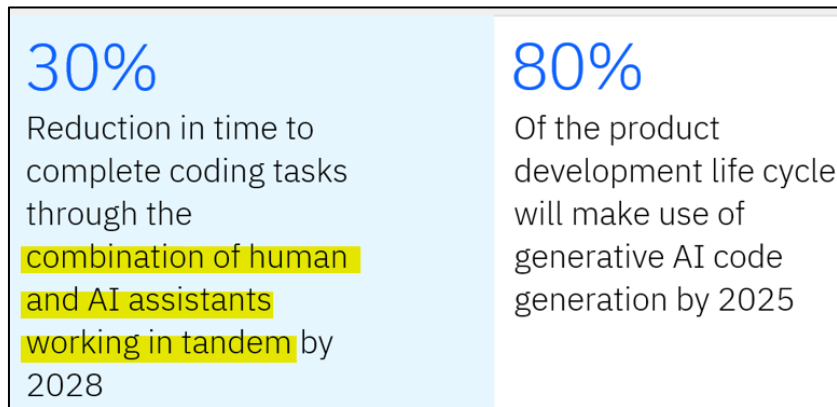 30%
Reduction in time to
complete coding tasks
through the
combination of human
and AI assistants
working in tandem by
2028
80%
Of the product
development life cycle
will make use of
generative AI code
generation by 2025